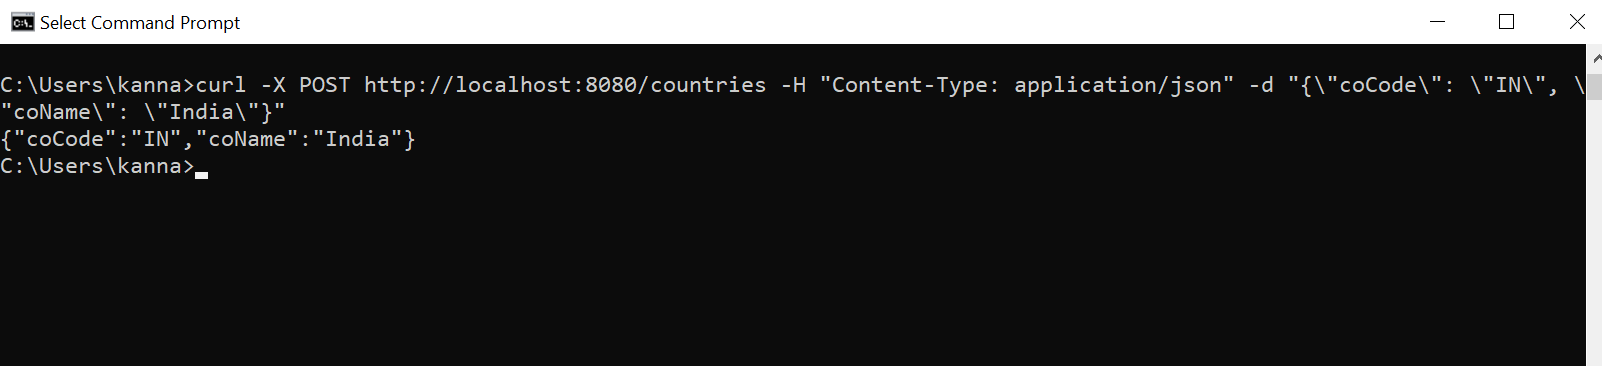 Select Command Prompt
C:\Users\kanna>curl -X POST http://localhost:8080/countries -H "Content-Type: application/json" -d "{\"coCode\": \"IN\", \
"coName\": \"India\"}"
{"coCode":"IN","coName":"India"}
C:\Users\kanna>